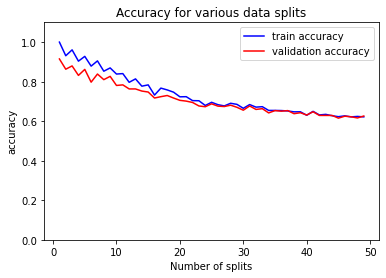 Accuracy for various data splits
train accuracy
validation accuracy
1.0
0.8
0.6
0.4
0.2
0.0
accuracy
0
10
20
30
40
50
Number of splits